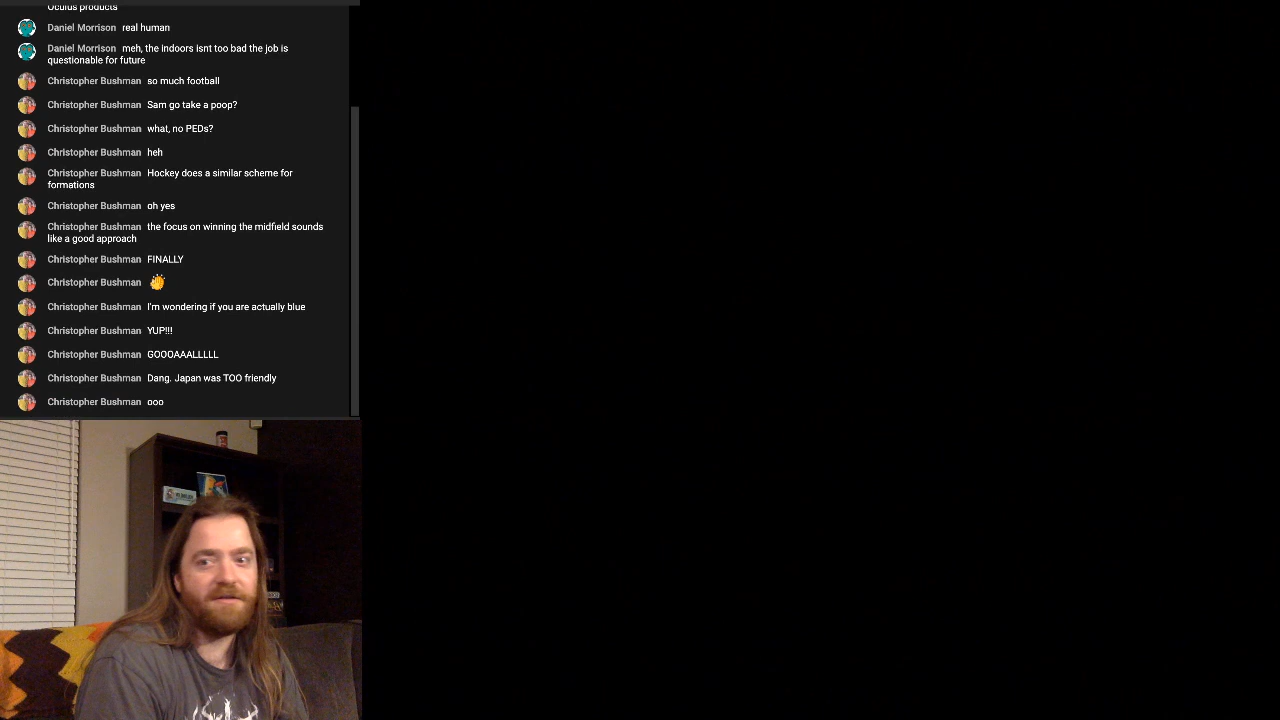 Oculus products
Daniel Morrison real human
Daniel Morrison meh, the indoors isnt too bad the job is
questionable for future
Christopher Bushman so much football
Christopher Bushman Sam go take a poop?
Christopher Bushman what, no PEDs?
Christopher Bushman heh
Christopher Bushman Hockey does a similar scheme for
formations
Christopher Bushman oh yes
Christopher Bushman the focus on winning the midfield sounds
like a good approach
Christopher Bushman FINALLY
Christopher Bushman 👏
Christopher Bushman I'm wondering if you are actually blue
Christopher Bushman YUP!!!
Christopher Bushman GOOOAAALLLLL
Christopher Bushman Dang. Japan was TOO friendly
Christopher Bushman ooo